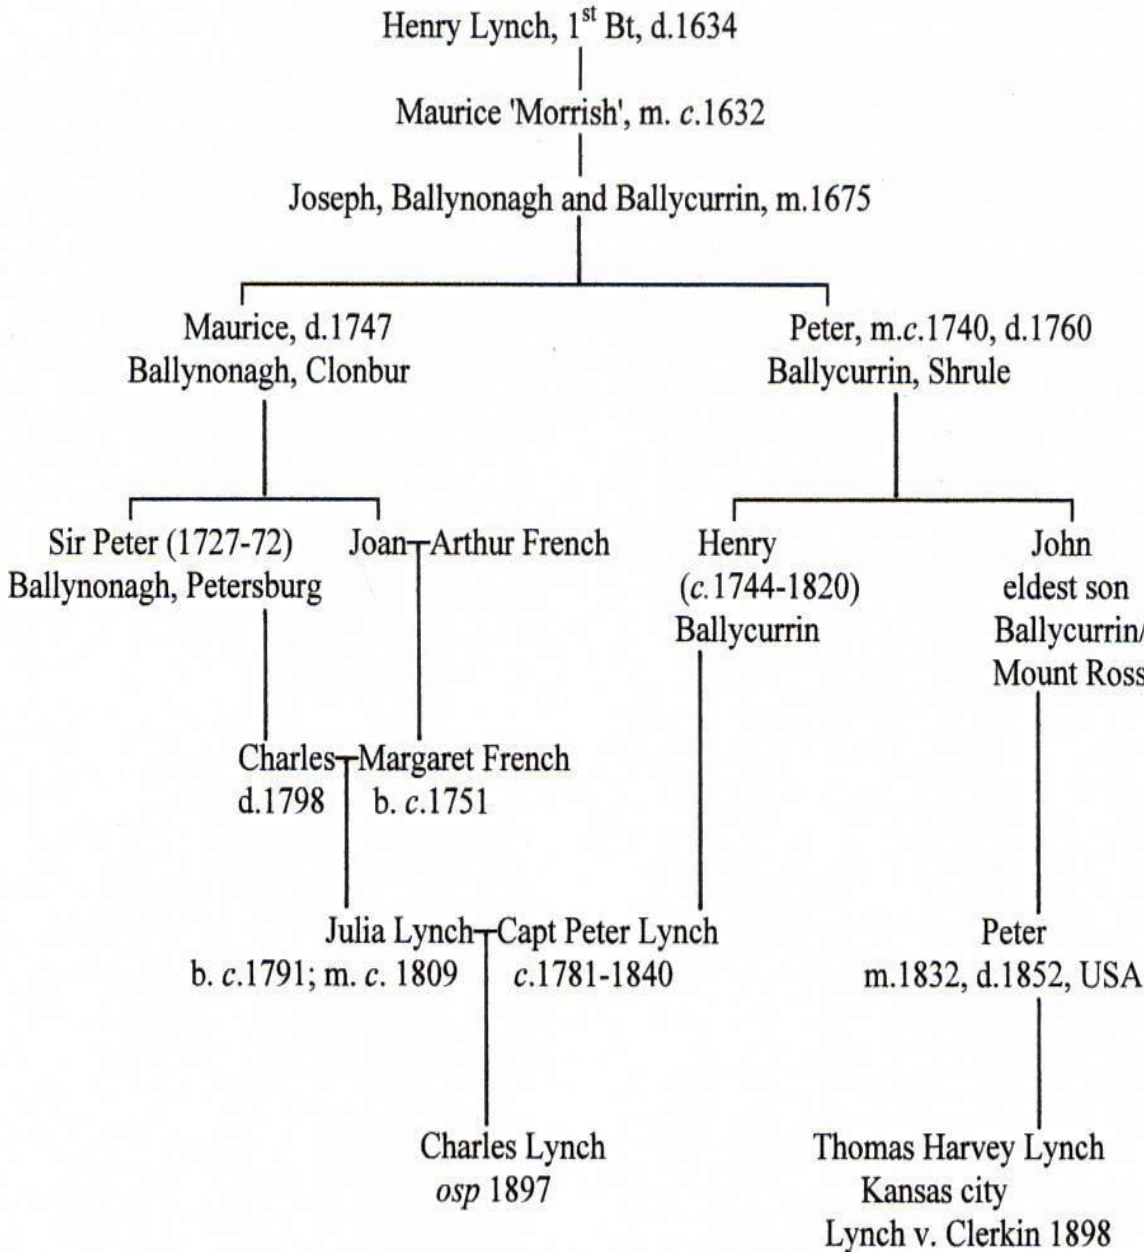 Henry Lynch, 1st Bt, d.1634
Maurice 'Morrish', m. c.1632
Joseph, Ballynonagh and Ballycurrin, m.1675
Maurice, d.1747
Ballynonagh, Clonbur
Peter, m.c.1740, d.1760
Ballycurrin, Shrule
Sir Peter (1727-72)
Ballynonagh, Petersburg
Joan Arthur French
Henry
(c.1744-1820)
Ballycurrin
John
eldest son
Ballycurrin/
Mount Ross
Charles
d.1798
Margaret French
b. c.1751
Julia Lynch
b. c.1791; m. c. 1809
Capt Peter Lynch
c.1781-1840
Peter
m.1832, d.1852, USA
Charles Lynch
osp 1897
Thomas Harvey Lynch
Kansas city
Lynch v. Clerkin 1898